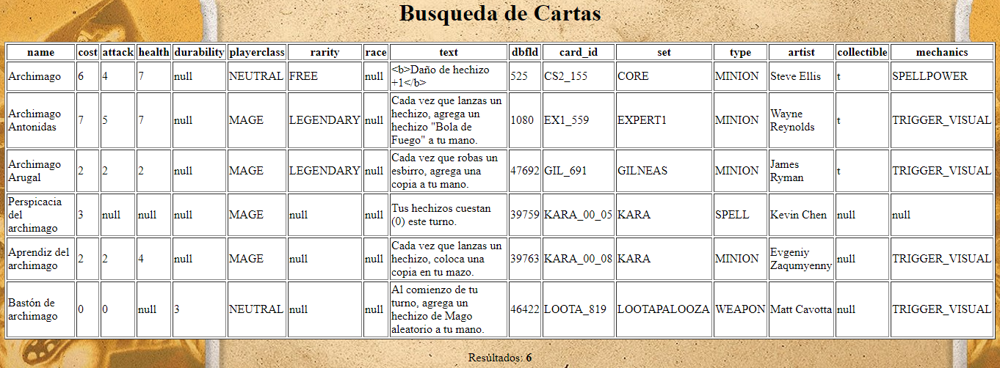 Busqueda de Cartas
name cost attack health durability playerclass rarity race text dbfId card_id set type artist collectible mechanics
Archimago 6 4 7 null NEUTRAL FREE null <b>Daño de hechizo +1</b> 525 CS2_155 CORE MINION Steve Ellis t SPELLPOWER
Archimago Antonidas 7 5 7 null MAGE LEGENDARY null Cada vez que lanzas un hechizo, agrega un hechizo "Bola de Fuego" a tu mano. 1080 EX1_559 EXPERT1 MINION Wayne Reynolds t TRIGGER_VISUAL
Archimago Arugal 2 2 2 null MAGE LEGENDARY null Cada vez que robas un esbirro, agrega una copia a tu mano. 47692 GIL_691 GILNEAS MINION James Ryman t TRIGGER_VISUAL
Perspicacia del archimago 3 null null null MAGE null null Tus hechizos cuestan (0) este turno. 39759 KARA_00_05 KARA SPELL Kevin Chen null null
Aprendiz del archimago 2 2 4 null MAGE null null Cada vez que lanzas un hechizo, coloca una copia en tu mazo. 39763 KARA_00_08 KARA MINION Evgeniy Zaqumyenny null TRIGGER_VISUAL
Bastón de archimago 0 0 null 3 NEUTRAL null null Al comienzo de tu turno, agrega un hechizo de Mago aleatorio a tu mano. 46422 LOOTA_819 LOOTAPALOOZA WEAPON Matt Cavotta null TRIGGER_VISUAL
Resultados: 6